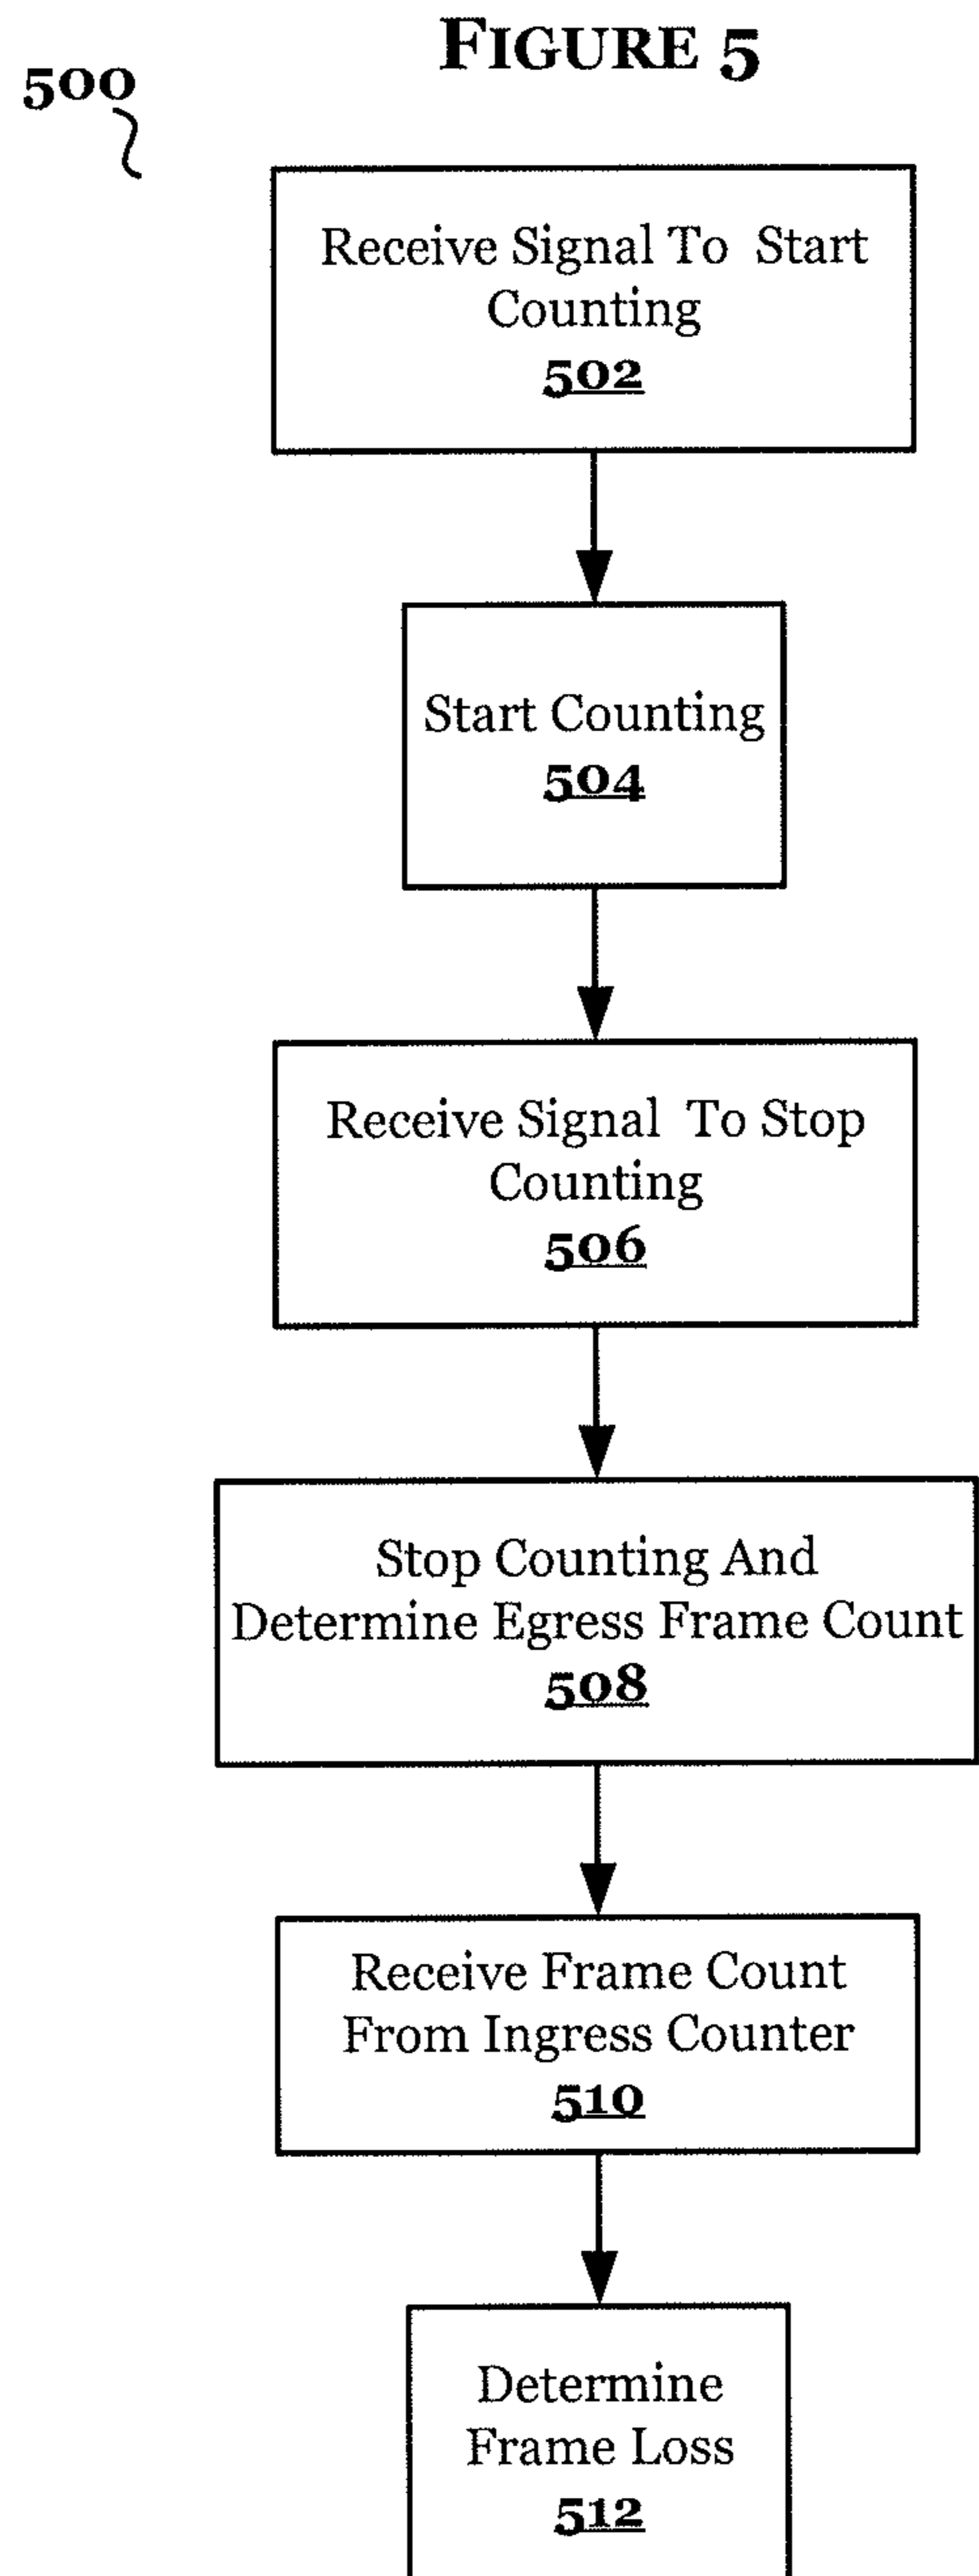 FIGURE 5
500
Receive Signal To Start
Counting
502
Start Counting
504
Receive Signal To Stop
Counting
506
Stop Counting And
Determine Egress Frame Count
508
Receive Frame Count
From Ingress Counter
510
Determine
Frame Loss
512